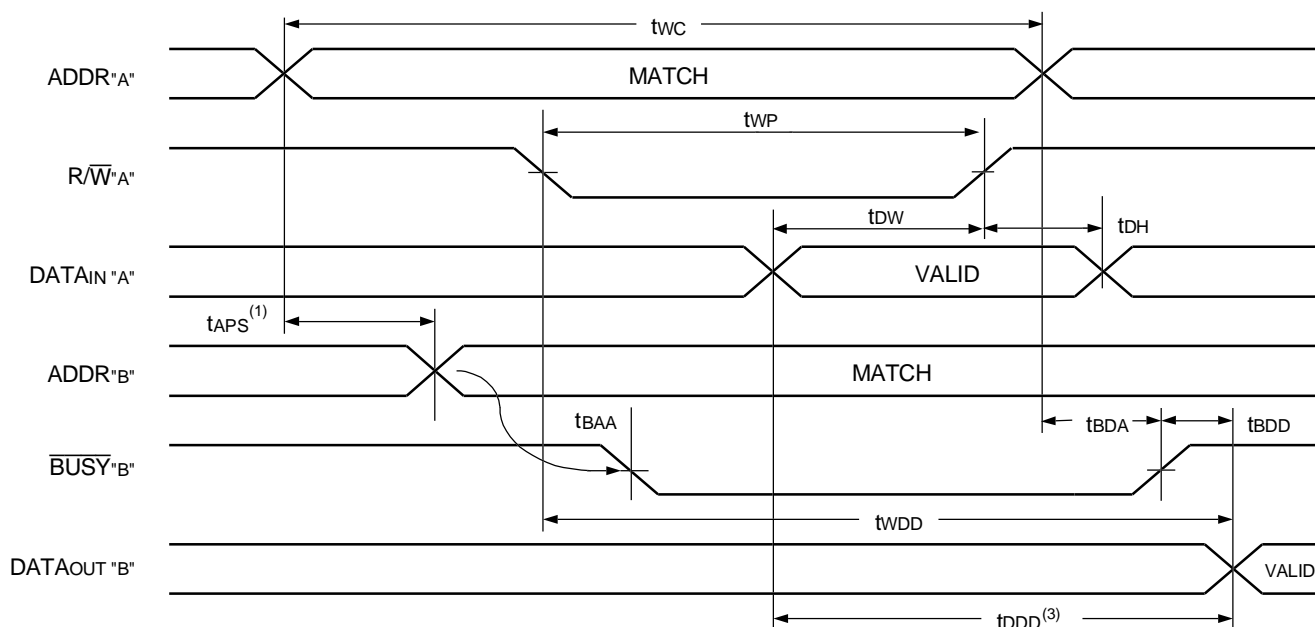 tWC
ADDR"A"
MATCH
tWP
R/W̅"A"
tDW
tDH
DATAIN "A"
VALID
tAPS(1)
ADDR"B"
MATCH
tBAA
tBDA
tBDD
B̅U̅S̅Y̅"B"
tWDD
DATAOUT "B"
VALID
tDDD(3)